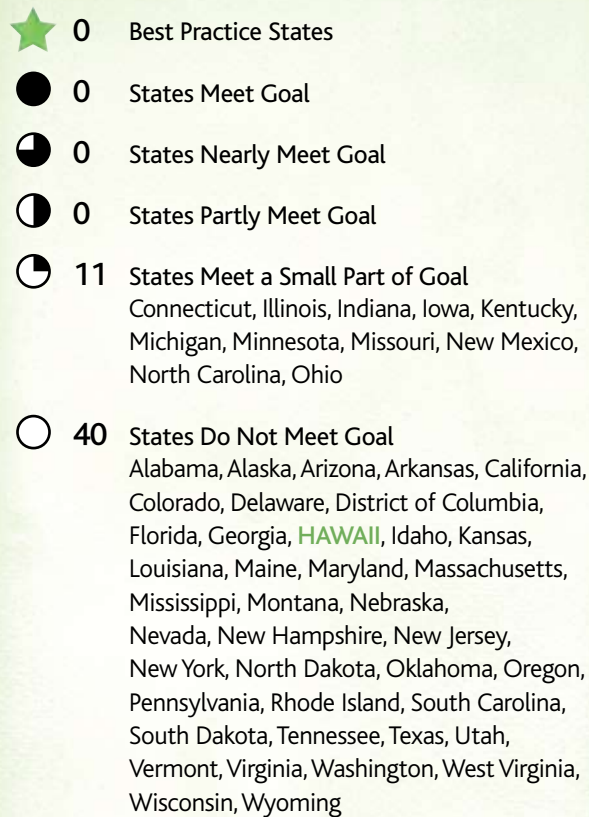 0 Best Practice States
0 States Meet Goal
0 States Nearly Meet Goal
0 States Partly Meet Goal
11 States Meet a Small Part of Goal
Connecticut, Illinois, Indiana, Iowa, Kentucky,
Michigan, Minnesota, Missouri, New Mexico,
North Carolina, Ohio
40 States Do Not Meet Goal
Alabama, Alaska, Arizona, Arkansas, California,
Colorado, Delaware, District of Columbia,
Florida, Georgia, HAWAII, Idaho, Kansas,
Louisiana, Maine, Maryland, Massachusetts,
Mississippi, Montana, Nebraska,
Nevada, New Hampshire, New Jersey,
New York, North Dakota, Oklahoma, Oregon,
Pennsylvania, Rhode Island, South Carolina,
South Dakota, Tennessee, Texas, Utah,
Vermont, Virginia, Washington, West Virginia,
Wisconsin, Wyoming